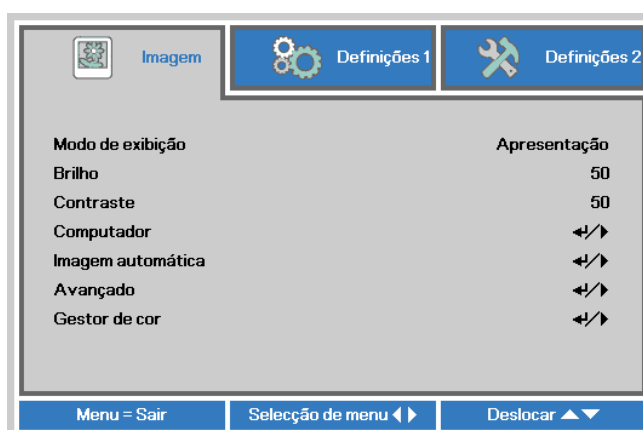 Imagem Definições 1 Definições 2
Modo de exibição Apresentação
Brilho 50
Contraste 50
Computador
Imagem automática
Avançado
Gestor de cor
Menu = Sair Selecção de menu Deslocar